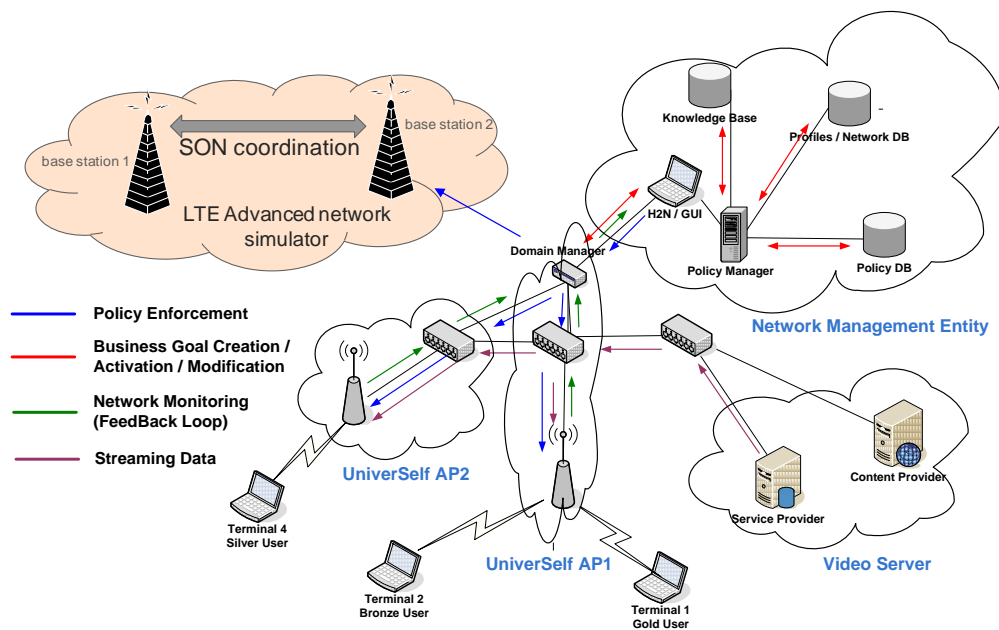 base station 1
base station 2
SON coordination
LTE Advanced network
simulator
Knowledge Base
Profiles / Network DB
-
H2N / GUI
Policy Manager
Policy DB
Domain Manager
Network Management Entity
Policy Enforcement
Business Goal Creation /
Activation / Modification
Network Monitoring
(FeedBack Loop)
Streaming Data
UniverSelf AP2
Terminal 4
Silver User
UniverSelf AP1
Terminal 2
Bronze User
Terminal 1
Gold User
Content Provider
Service Provider
Video Server